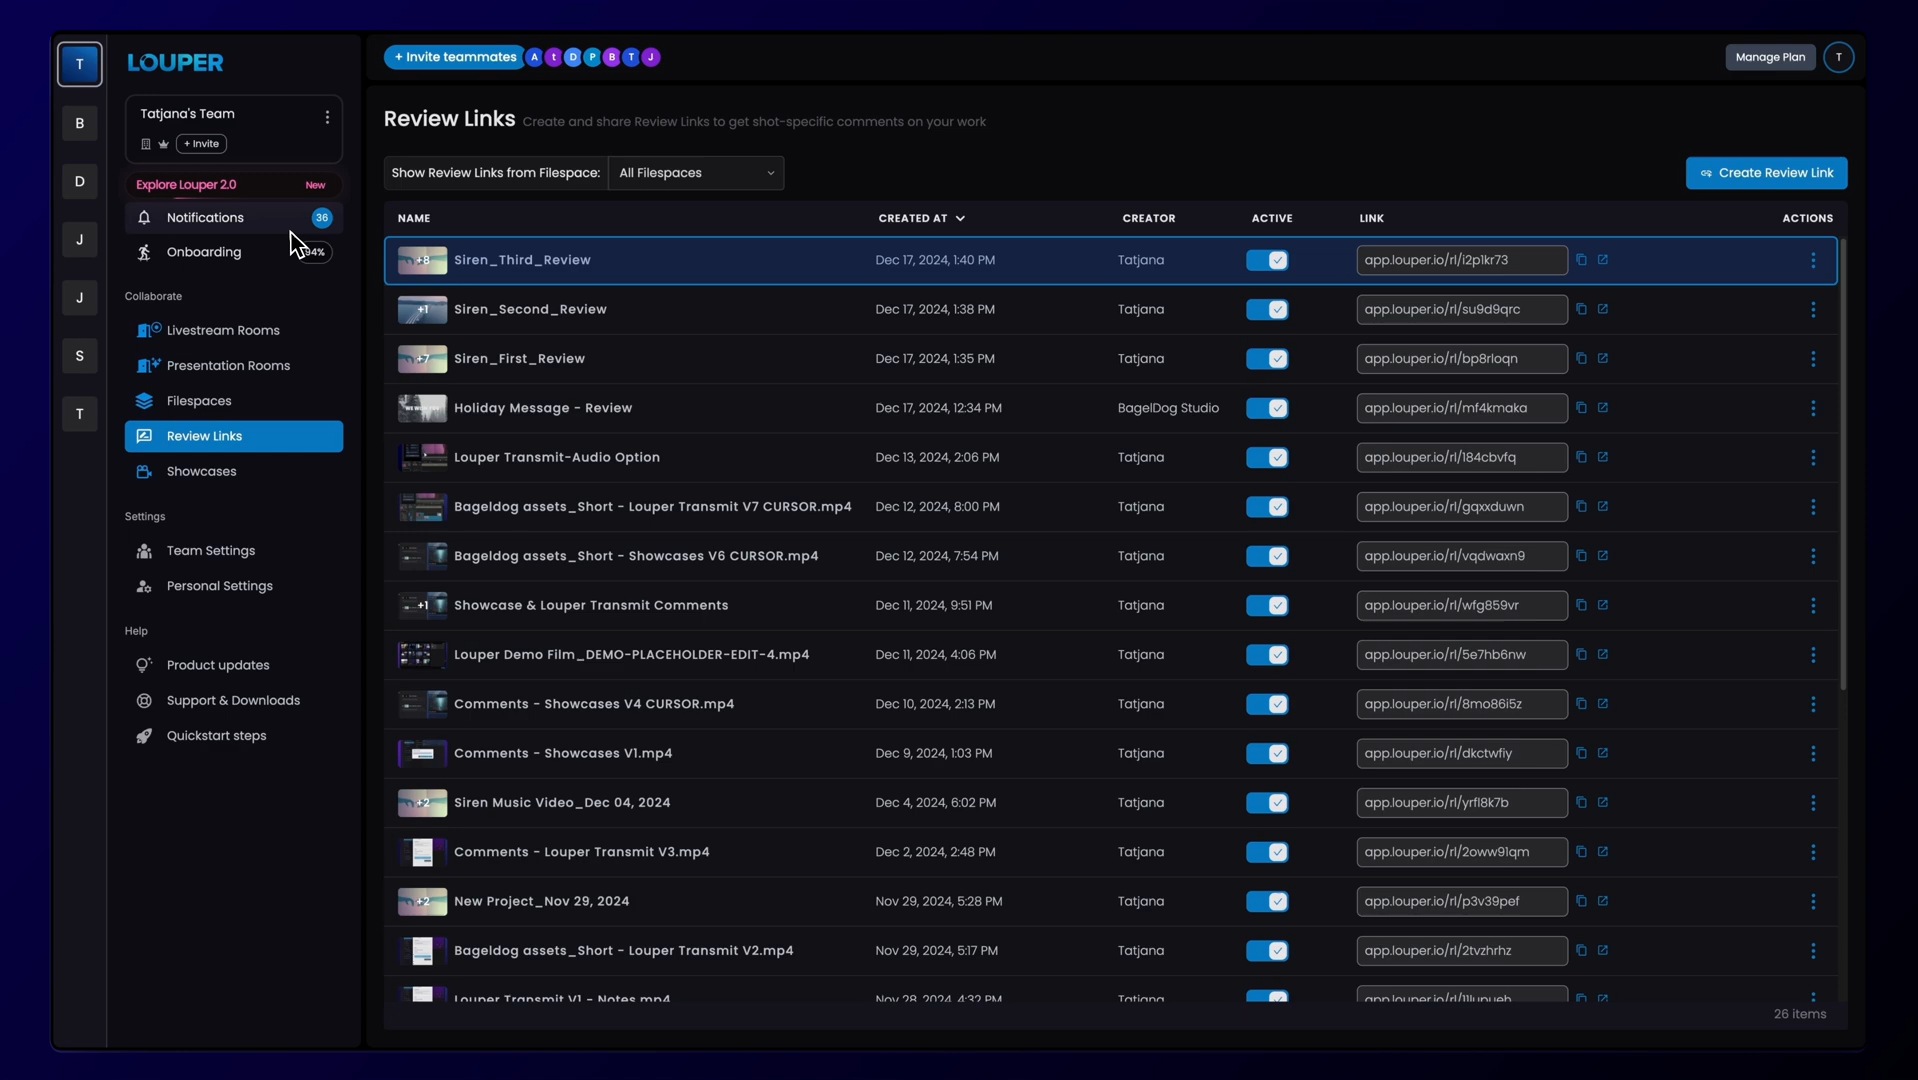 T
B
D
J
J
S
T
LOUPER
Tatjana's Team
+ Invite
Explore Louper 2.0 New
Notifications 36
Onboarding 94%
Collaborate
Livestream Rooms
Presentation Rooms
Filespaces
Review Links
Showcases
Settings
Team Settings
Personal Settings
Help
Product updates
Support & Downloads
Quickstart steps
+ Invite teammates A t D P B T J
Manage Plan T
Review Links Create and share Review Links to get shot-specific comments on your work
Show Review Links from Filespace: All Filespaces
Create Review Link
NAME CREATED AT CREATOR ACTIVE LINK ACTIONS
+8 Siren_Third_Review Dec 17, 2024, 1:40 PM Tatjana app.louper.io/rl/i2p1kr73
+1 Siren_Second_Review Dec 17, 2024, 1:38 PM Tatjana app.louper.io/rl/su9d9qrc
+7 Siren_First_Review Dec 17, 2024, 1:35 PM Tatjana app.louper.io/rl/bp8rloqn
Holiday Message - Review Dec 17, 2024, 12:34 PM BagelDog Studio app.louper.io/rl/mf4kmaka
Louper Transmit-Audio Option Dec 13, 2024, 2:06 PM Tatjana app.louper.io/rl/184cbvfq
Bageldog assets_Short - Louper Transmit V7 CURSOR.mp4 Dec 12, 2024, 8:00 PM Tatjana app.louper.io/rl/gqxxduwn
Bageldog assets_Short - Showcases V6 CURSOR.mp4 Dec 12, 2024, 7:54 PM Tatjana app.louper.io/rl/vqdwaxn9
+1 Showcase & Louper Transmit Comments Dec 11, 2024, 9:51 PM Tatjana app.louper.io/rl/wfg859vr
Louper Demo Film_DEMO-PLACEHOLDER-EDIT-4.mp4 Dec 11, 2024, 4:06 PM Tatjana app.louper.io/rl/5e7hb6nw
Comments - Showcases V4 CURSOR.mp4 Dec 10, 2024, 2:13 PM Tatjana app.louper.io/rl/8mo86i5z
Comments - Showcases V1.mp4 Dec 9, 2024, 1:03 PM Tatjana app.louper.io/rl/dkctwfiy
+2 Siren Music Video_Dec 04, 2024 Dec 4, 2024, 6:02 PM Tatjana app.louper.io/rl/yrfl8k7b
Comments - Louper Transmit V3.mp4 Dec 2, 2024, 2:48 PM Tatjana app.louper.io/rl/2oww91qm
+2 New Project_Nov 29, 2024 Nov 29, 2024, 5:28 PM Tatjana app.louper.io/rl/p3v39pef
Bageldog assets_Short - Louper Transmit V2.mp4 Nov 29, 2024, 5:17 PM Tatjana app.louper.io/rl/2tvzhrhz
Louper Transmit V1 - Notes.mp4 Nov 28, 2024, 4:32 PM Tatjana
26 items